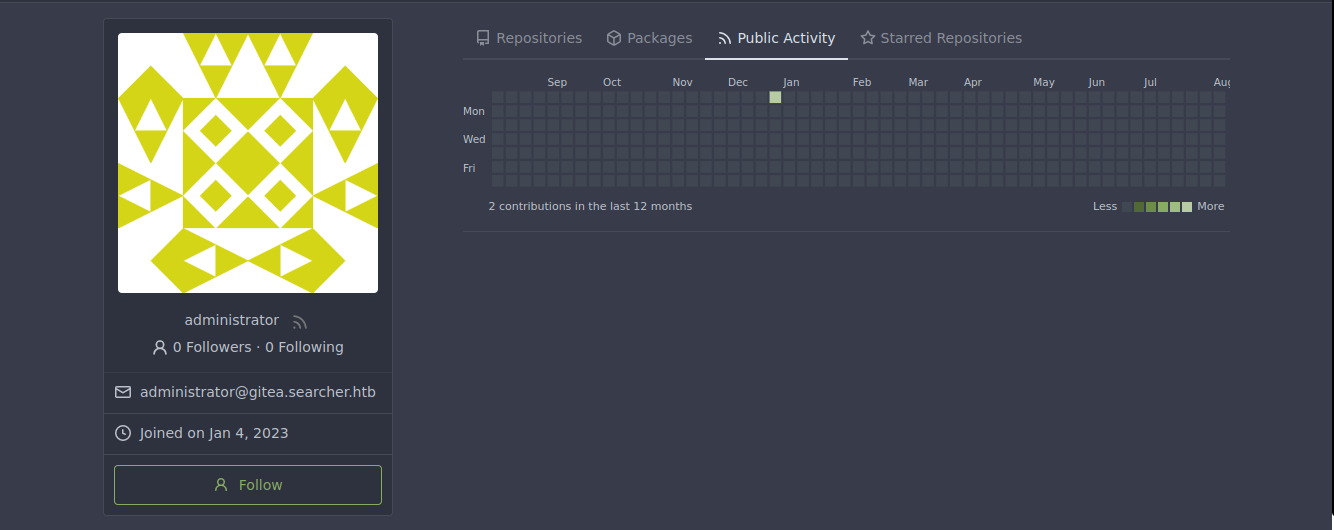 Repositories Packages Public Activity Starred Repositories
Sep Oct Nov Dec Jan Feb Mar Apr May Jun Jul Aug
Mon
Wed
Fri
2 contributions in the last 12 months
Less More
administrator
0 Followers · 0 Following
administrator@gitea.searcher.htb
Joined on Jan 4, 2023
Follow